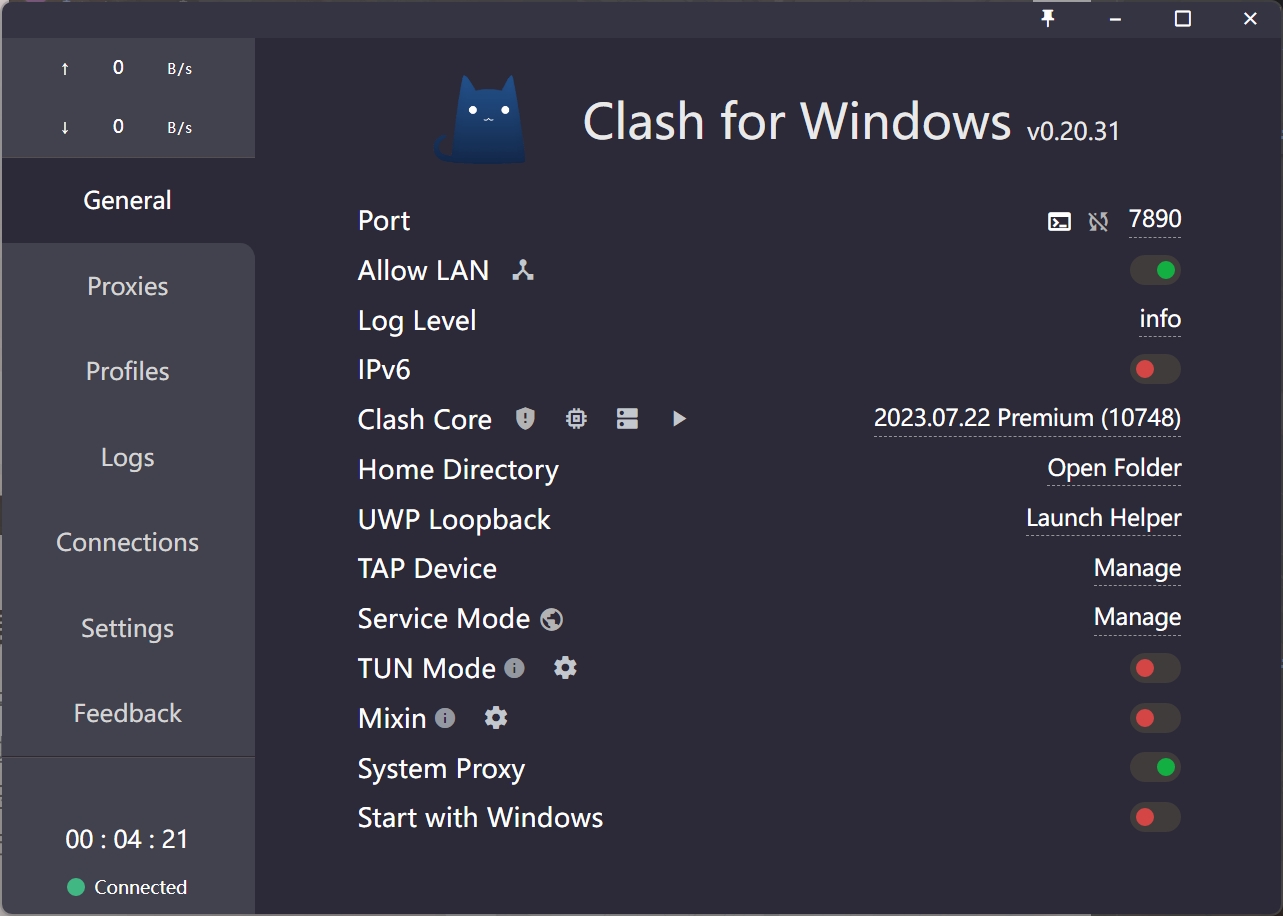 ↑ 0 B/s
↓ 0 B/s
General
Proxies
Profiles
Logs
Connections
Settings
Feedback
00 : 04 : 21
Connected
Clash for Windows v0.20.31
Port 7890
Allow LAN
Log Level info
IPv6
Clash Core 2023.07.22 Premium (10748)
Home Directory Open Folder
UWP Loopback Launch Helper
TAP Device Manage
Service Mode Manage
TUN Mode
Mixin
System Proxy
Start with Windows